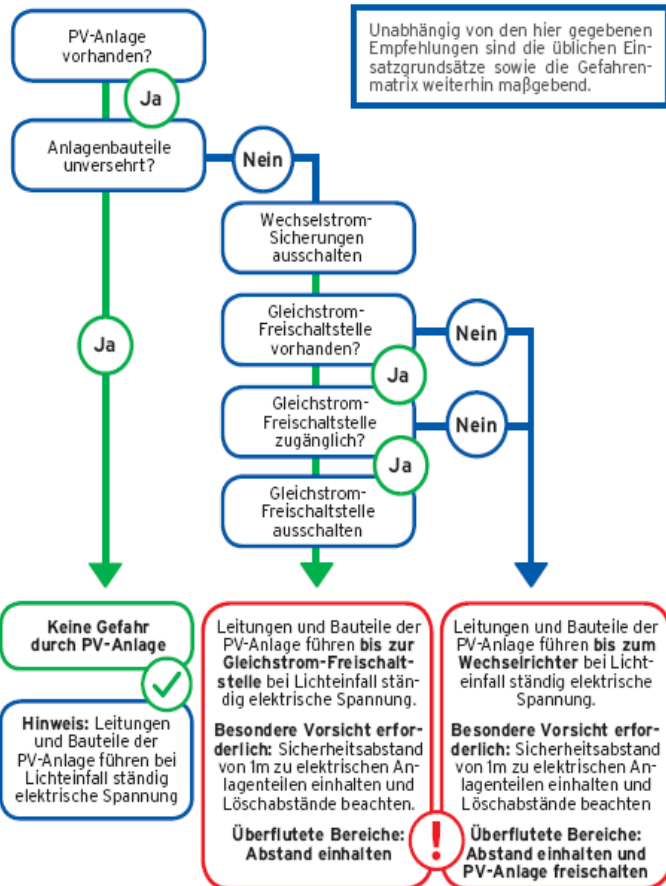 PV-Anlage
vorhanden?
Unabhängig von den hier gegebenen
Empfehlungen sind die üblichen Ein-
satzgrundsätze sowie die Gefahren-
matrix weiterhin maßgebend.
Ja
Anlagenbauteile
unversehrt?
Nein
Wechselstrom-
Sicherungen
ausschalten
Gleichstrom-
Freischaltstelle
vorhanden?
Nein
Ja
Ja
Gleichstrom-
Freischaltstelle
zugänglich?
Nein
Ja
Gleichstrom-
Freischaltstelle
ausschalten
Keine Gefahr
durch PV-Anlage
Hinweis: Leitungen
und Bauteile der
PV-Anlage führen bei
Lichteinfall ständig
elektrische Spannung
Leitungen und Bauteile der
PV-Anlage führen bis zur
Gleichstrom-Freischalt-
stelle bei Lichteinfall stän-
dig elektrische Spannung.
Besondere Vorsicht erfor-
derlich: Sicherheitsabstand
von 1m zu elektrischen An-
lagenteilen einhalten und
Löschabstände beachten.
Überflutete Bereiche:
Abstand einhalten
!
Leitungen und Bauteile der
PV-Anlage führen bis zum
Wechselrichter bei Licht-
einfall ständig elektrische
Spannung.
Besondere Vorsicht erfor-
derlich: Sicherheitsabstand
von 1m zu elektrischen An-
lagenteilen einhalten und
Löschabstände beachten
Überflutete Bereiche:
Abstand einhalten und
PV-Anlage freischalten